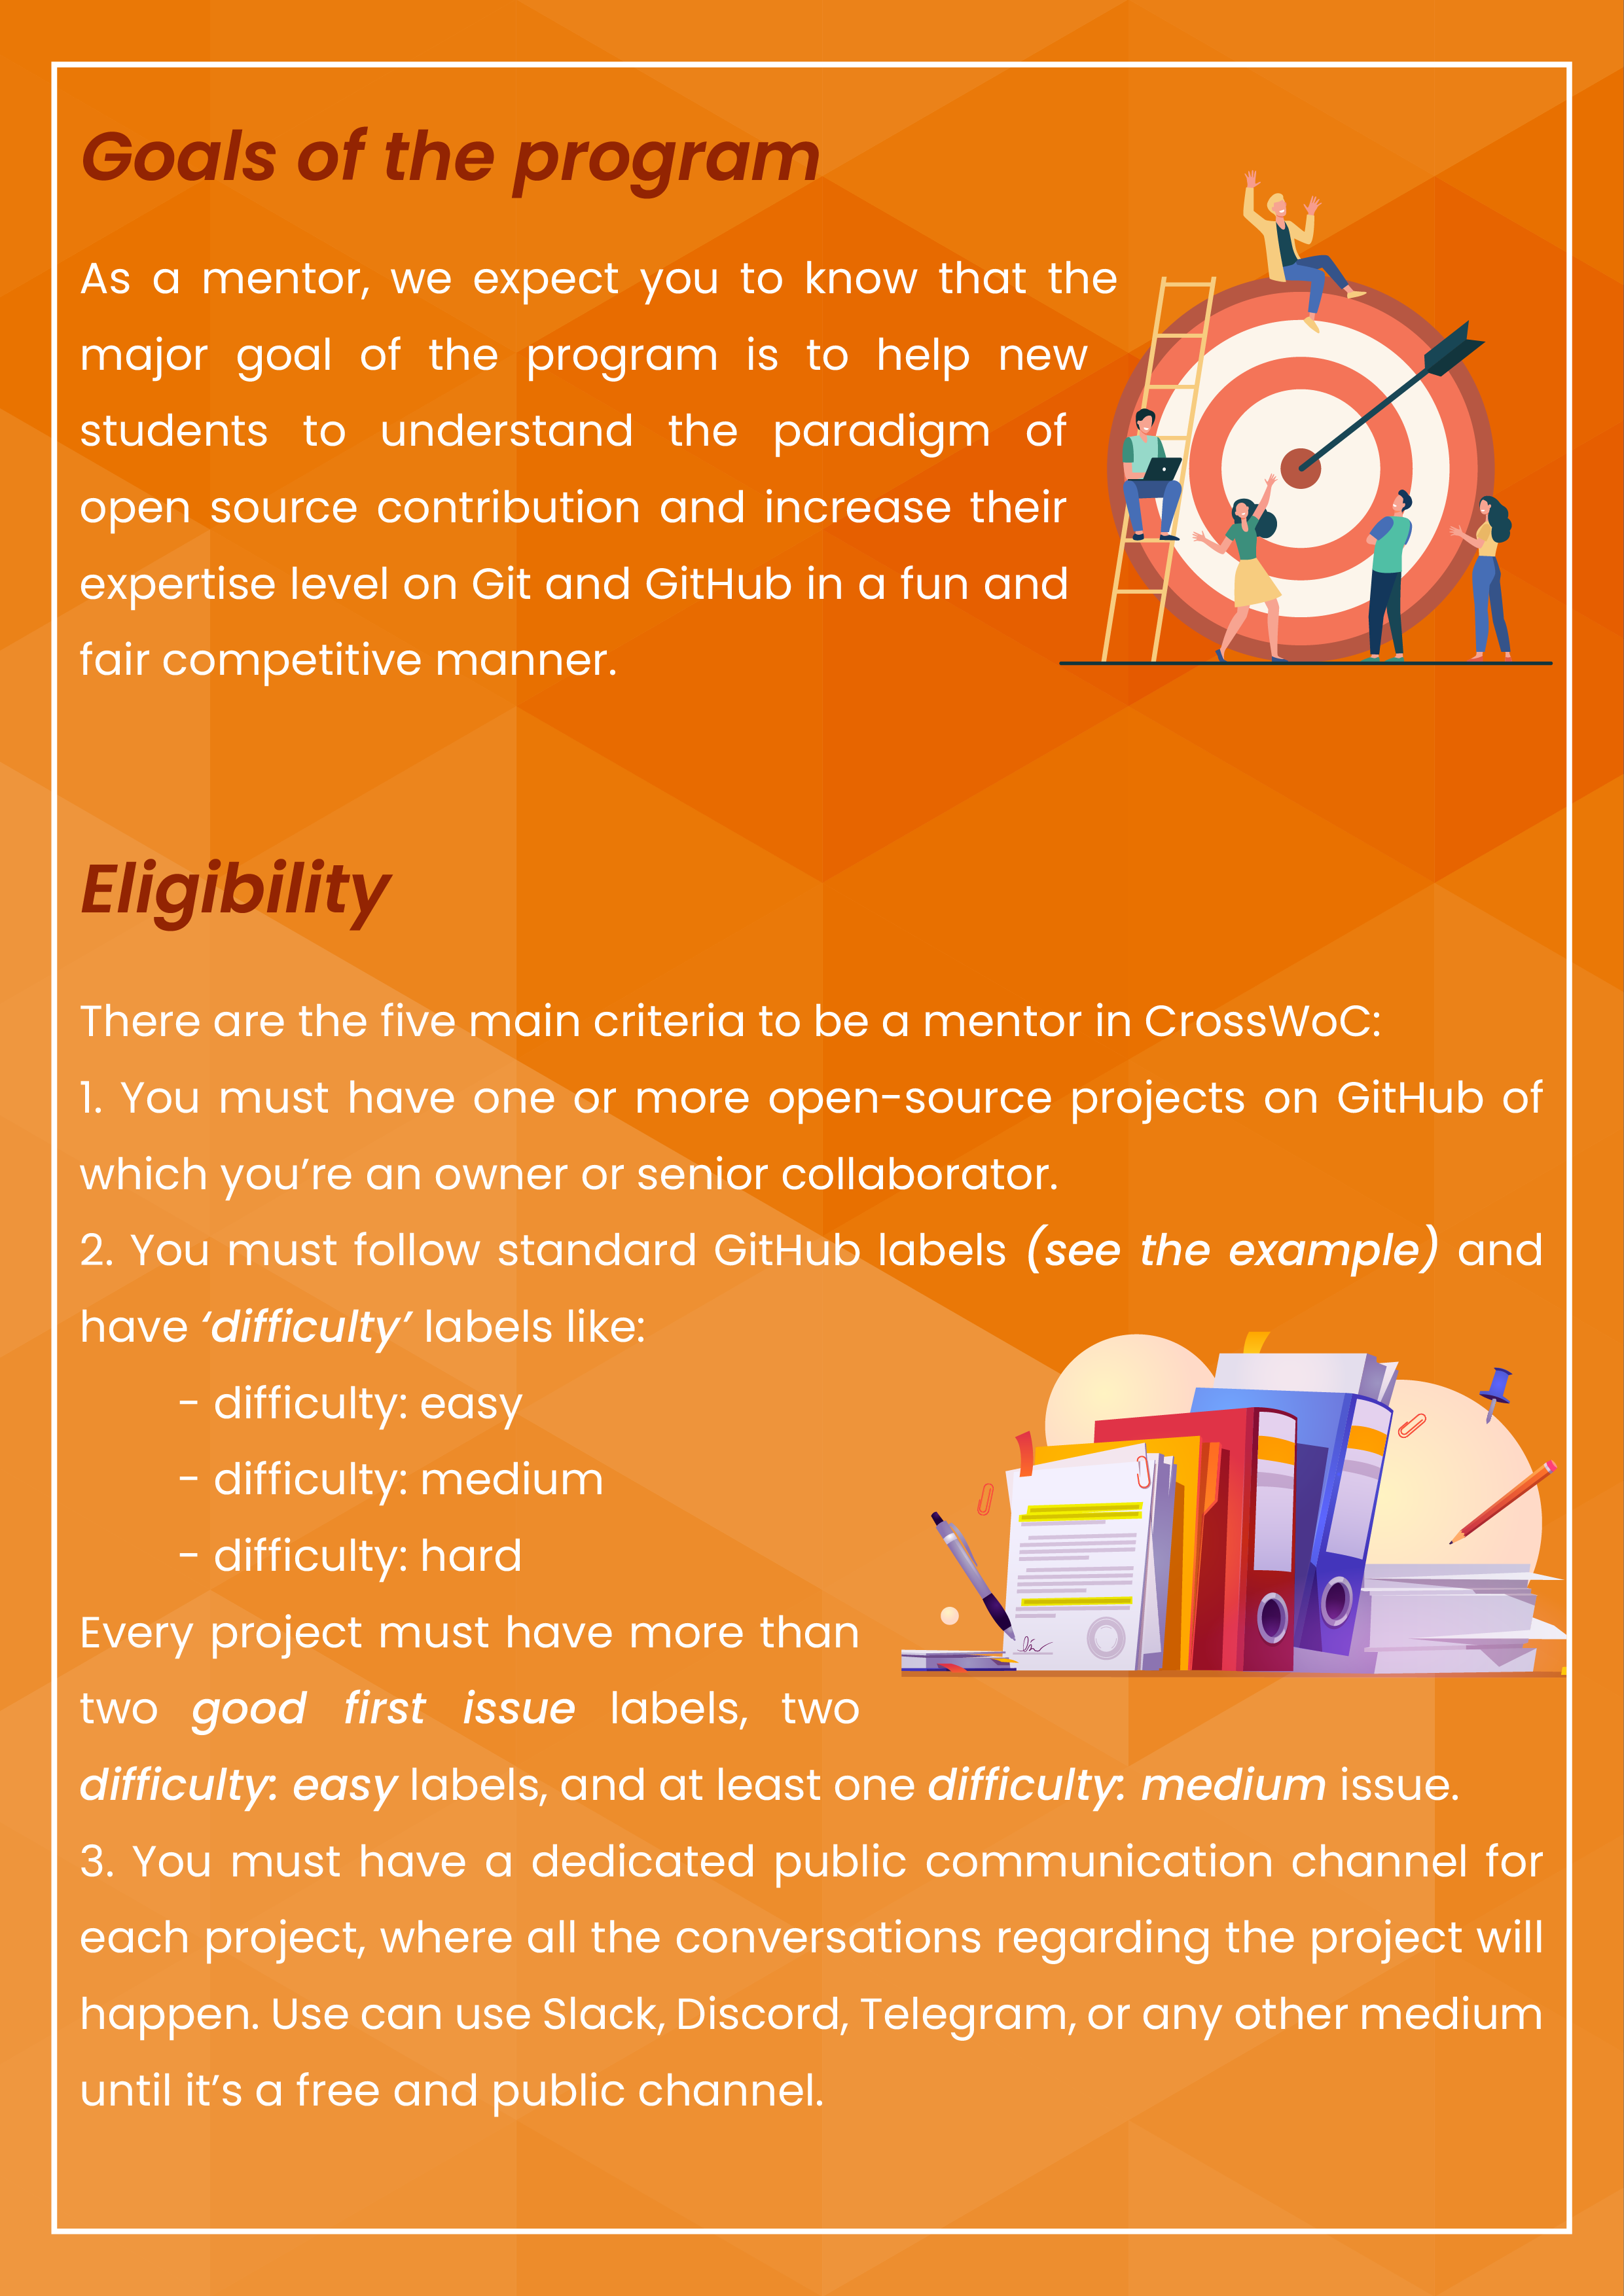 Goals of the program
As a mentor, we expect you to know that the
major goal of the program is to help new
students to understand the paradigm of
open source contribution and increase their
expertise level on Git and GitHub in a fun and
fair competitive manner.
Eligibility
There are the five main criteria to be a mentor in CrossWoC:
1. You must have one or more open-source projects on GitHub of
which you’re an owner or senior collaborator.
2. You must follow standard GitHub labels (see the example) and
have ‘difficulty’ labels like:
- difficulty: easy
- difficulty: medium
- difficulty: hard
Every project must have more than
two good first issue labels, two
difficulty: easy labels, and at least one difficulty: medium issue.
3. You must have a dedicated public communication channel for
each project, where all the conversations regarding the project will
happen. Use can use Slack, Discord, Telegram, or any other medium
until it’s a free and public channel.